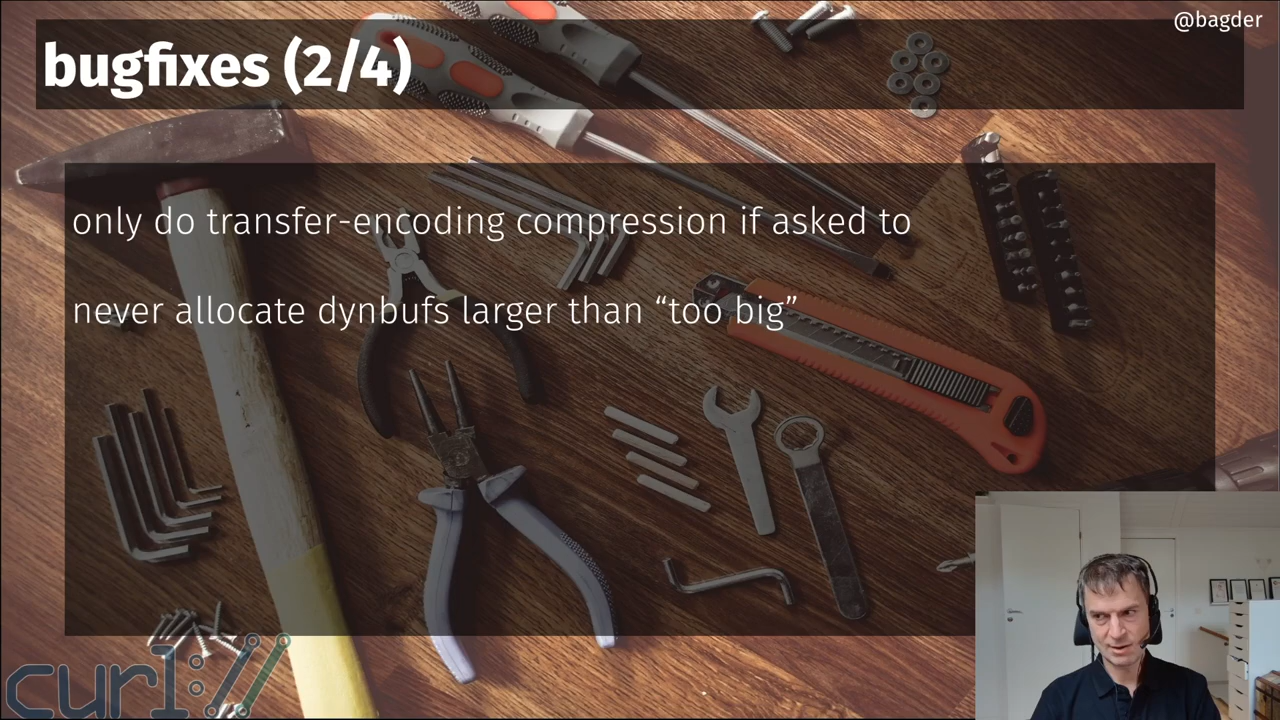 @bagder
bugfixes (2/4)
only do transfer-encoding compression if asked to
never allocate dynbufs larger than “too big”
curl://